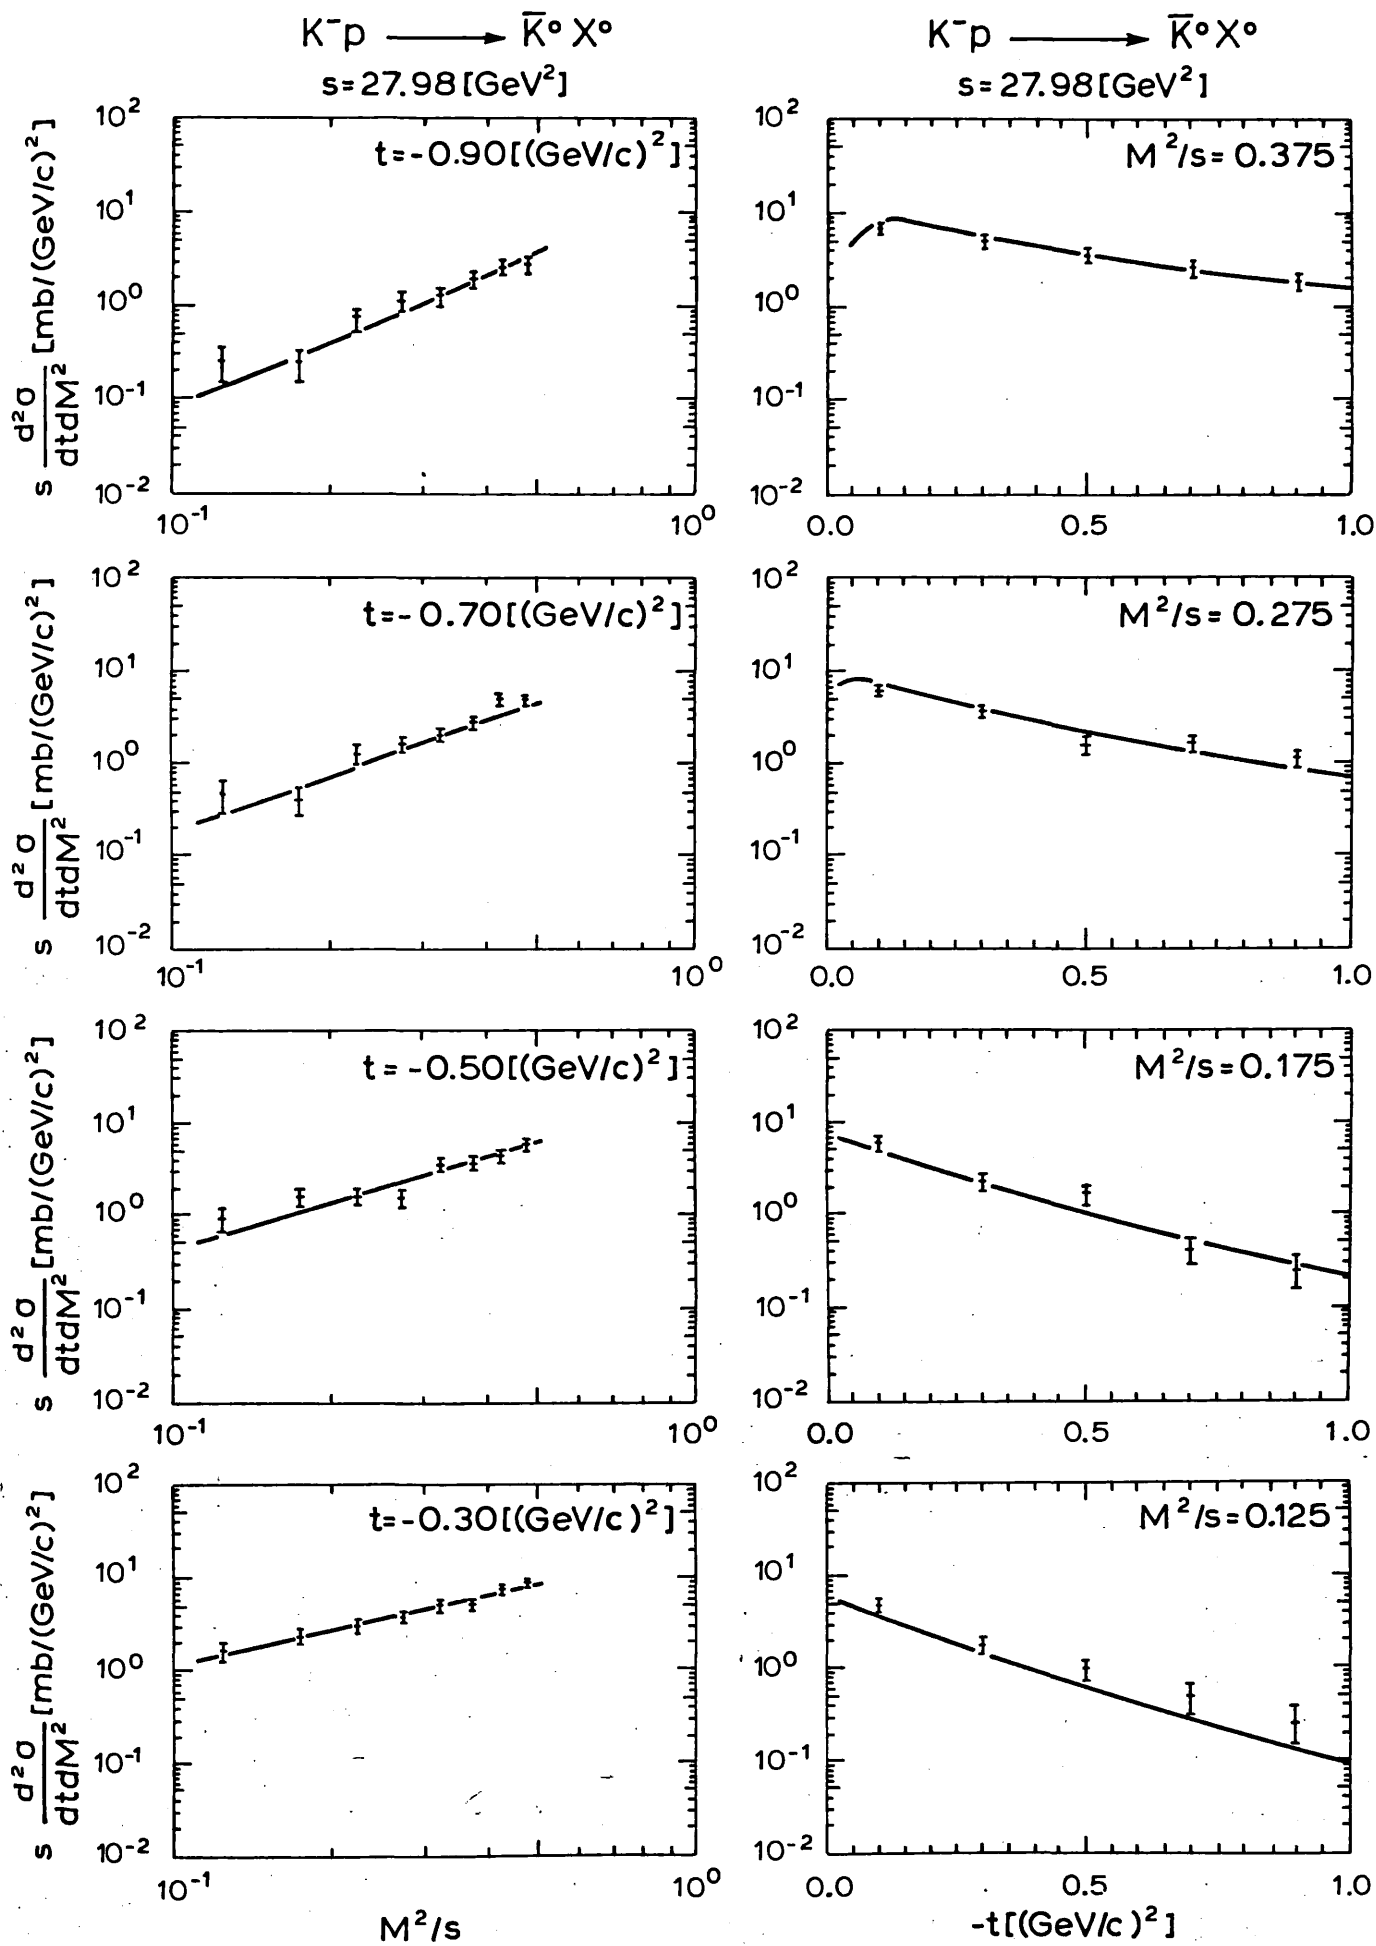 K⁻p ⟶ K̄⁰ X⁰
s=27.98 [GeV²]
K⁻p ⟶ K̄⁰ X⁰
s=27.98 [GeV²]
s d²σ/dtdM² [mb/(GeV/c)²]
10² 10¹ 10⁰ 10⁻¹ 10⁻²
t=-0.90 [(GeV/c)²]
10⁻¹ 10⁰
10² 10¹ 10⁰ 10⁻¹ 10⁻²
M²/s=0.375
0.0 0.5 1.0
s d²σ/dtdM² [mb/(GeV/c)²]
10² 10¹ 10⁰ 10⁻¹ 10⁻²
t=-0.70 [(GeV/c)²]
10⁻¹ 10⁰
10² 10¹ 10⁰ 10⁻¹ 10⁻²
M²/s=0.275
0.0 0.5 1.0
s d²σ/dtdM² [mb/(GeV/c)²]
10² 10¹ 10⁰ 10⁻¹ 10⁻²
t=-0.50 [(GeV/c)²]
10⁻¹ 10⁰
10² 10¹ 10⁰ 10⁻¹ 10⁻²
M²/s=0.175
0.0 0.5 1.0
s d²σ/dtdM² [mb/(GeV/c)²]
10² 10¹ 10⁰ 10⁻¹ 10⁻²
t=-0.30 [(GeV/c)²]
10⁻¹ 10⁰
M²/s
10² 10¹ 10⁰ 10⁻¹ 10⁻²
M²/s=0.125
0.0 0.5 1.0
-t [(GeV/c)²]